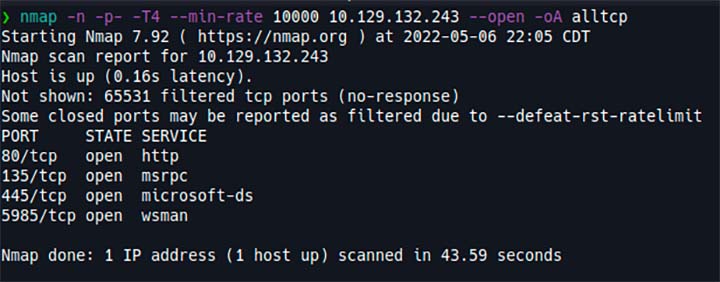 ❯ nmap -n -p- -T4 --min-rate 10000 10.129.132.243 --open -oA alltcp
Starting Nmap 7.92 ( https://nmap.org ) at 2022-05-06 22:05 CDT
Nmap scan report for 10.129.132.243
Host is up (0.16s latency).
Not shown: 65531 filtered tcp ports (no-response)
Some closed ports may be reported as filtered due to --defeat-rst-ratelimit
PORT     STATE SERVICE
80/tcp   open  http
135/tcp  open  msrpc
445/tcp  open  microsoft-ds
5985/tcp open  wsman
Nmap done: 1 IP address (1 host up) scanned in 43.59 seconds